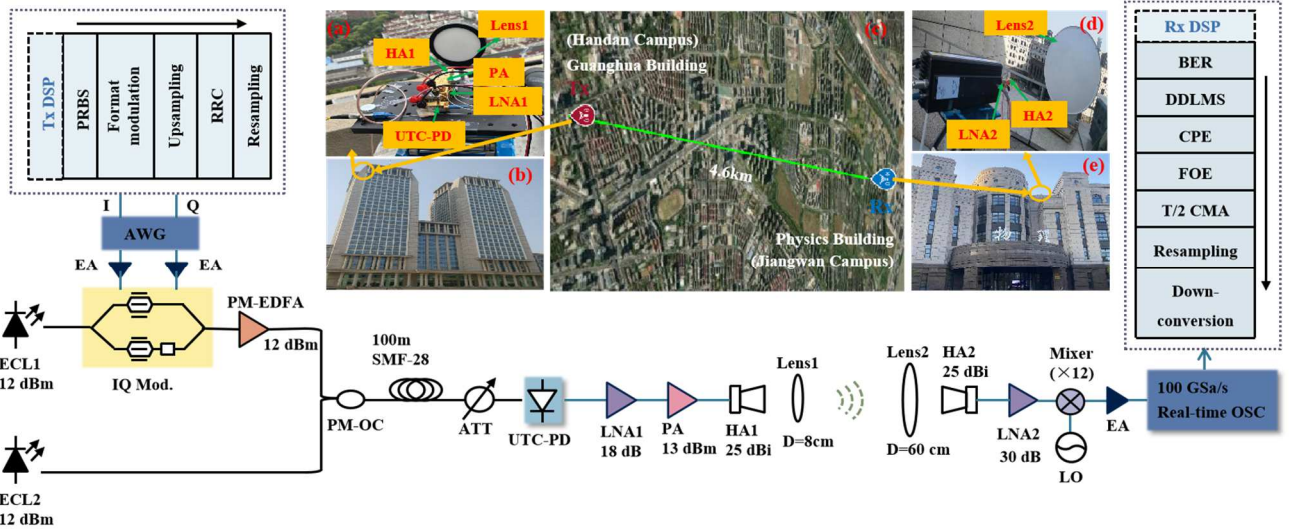 Tx DSP
PRBS
Format
modulation
Upsampling
RRC
Resampling
I
Q
AWG
EA
EA
ECL1
12 dBm
IQ Mod.
PM-EDFA
12 dBm
ECL2
12 dBm
PM-OC
100m
SMF-28
ATT
UTC-PD
LNA1
18 dB
PA
13 dBm
HA1
25 dBi
Lens1
D=8cm
Lens2
D=60 cm
HA2
25 dBi
LNA2
30 dB
Mixer
(×12)
LO
EA
100 GSa/s
Real-time OSC
(a)
HA1
Lens1
PA
LNA1
UTC-PD
(b)
(c)
(Handan Campus)
Guanghua Building
Tx
4.6km
Rx
Physics Building
(Jiangwan Campus)
(d)
Lens2
LNA2
HA2
(e)
Rx DSP
BER
DDLMS
CPE
FOE
T/2 CMA
Resampling
Down-
conversion